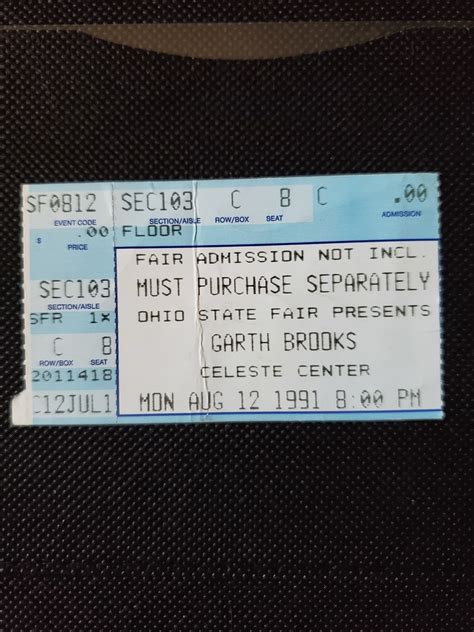 SF0812 SEC103 C 8 C .00
EVENT CODE SECTION/AISLE ROW/BOX SEAT ADMISSION
$ .00 FLOOR
PRICE
FAIR ADMISSION NOT INCL.
SEC103 MUST PURCHASE SEPARATELY
SECTION/AISLE
SFR 1× OHIO STATE FAIR PRESENTS
C 8 GARTH BROOKS
ROW/BOX SEAT
2011418 CELESTE CENTER
C12JUL1 MON AUG 12 1991 8:00 PM